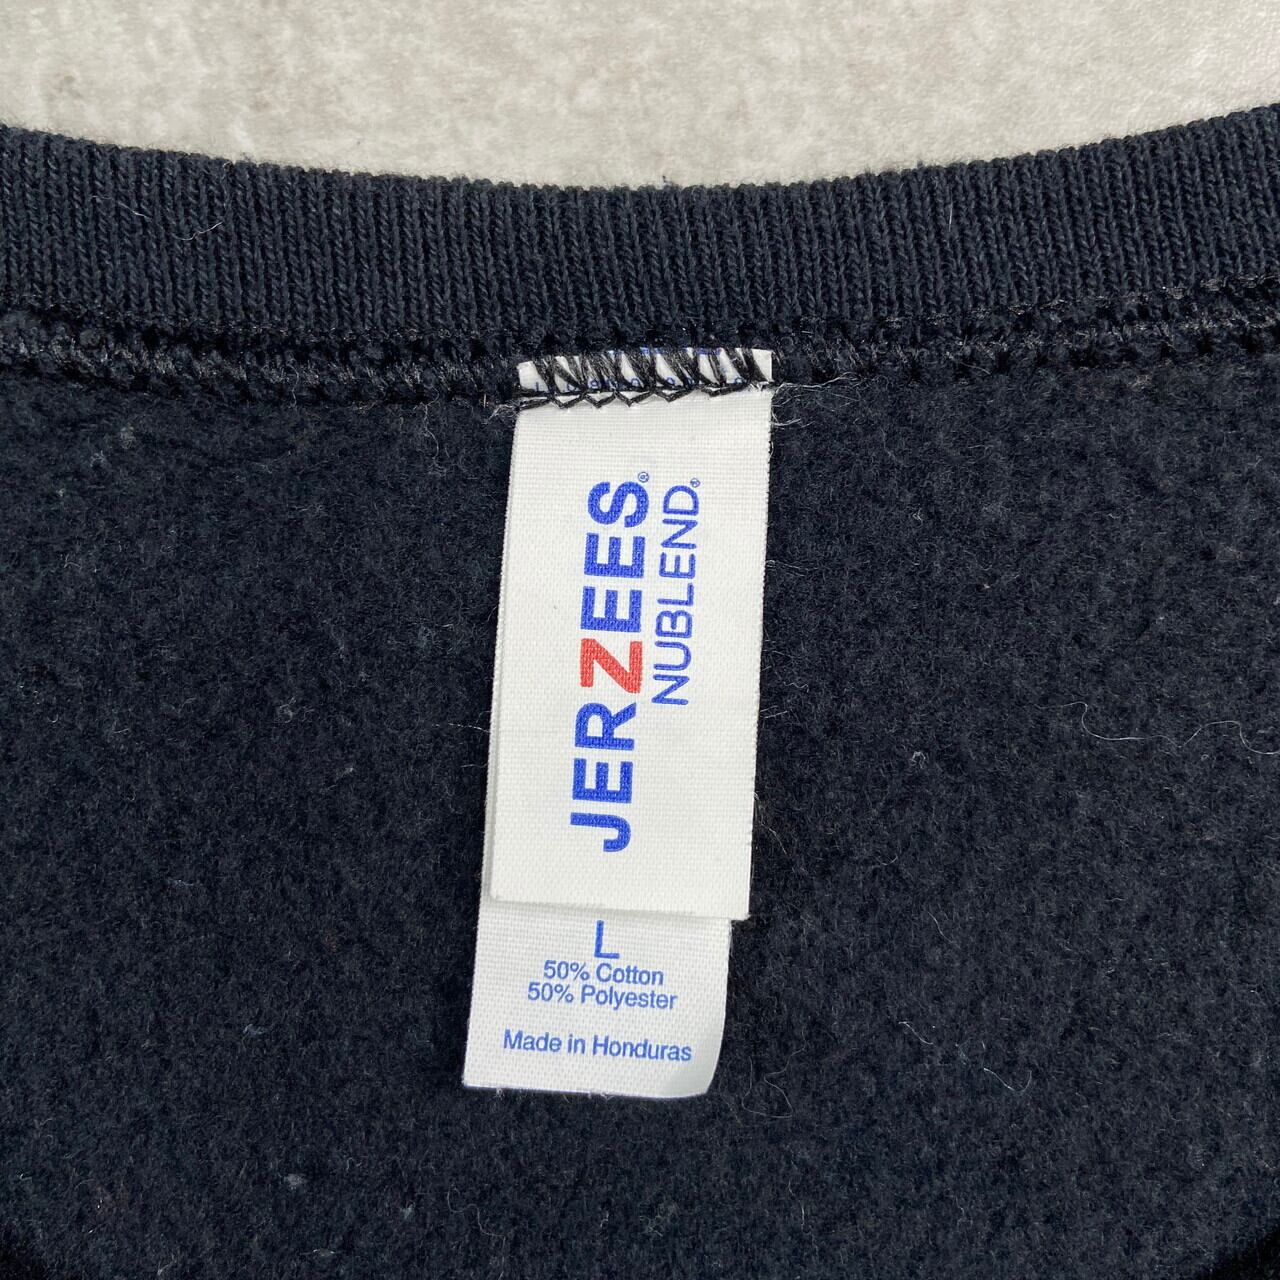 JERZEES®
NUBLEND®
L
50% Cotton
50% Polyester
Made in Honduras